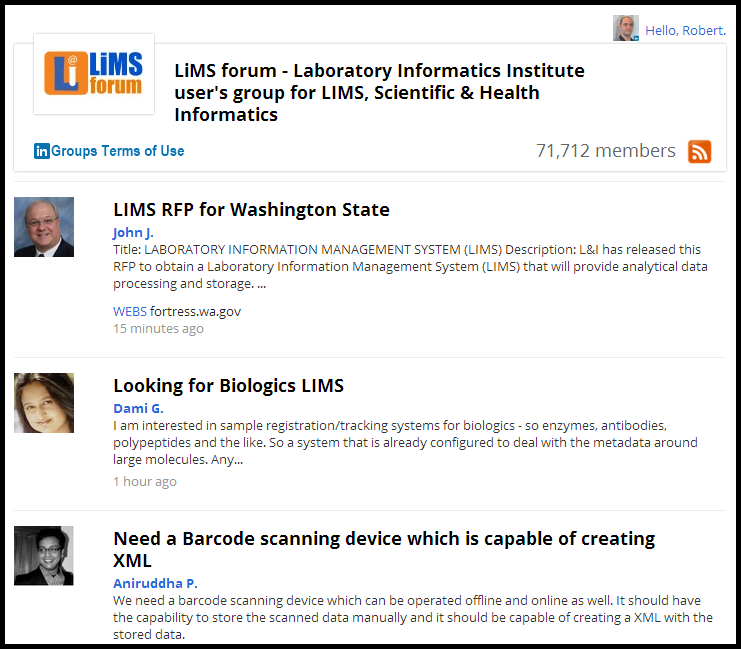 Hello, Robert.
LiMS
forum
LiMS forum - Laboratory Informatics Institute
user's group for LIMS, Scientific & Health
Informatics
in Groups Terms of Use
71,712 members
LIMS RFP for Washington State
John J.
Title: LABORATORY INFORMATION MANAGEMENT SYSTEM (LIMS) Description: L&I has released this
RFP to obtain a Laboratory Information Management System (LIMS) that will provide analytical data
processing and storage. ...
WEBS fortress.wa.gov
15 minutes ago
Looking for Biologics LIMS
Dami G.
I am interested in sample registration/tracking systems for biologics - so enzymes, antibodies,
polypeptides and the like. So a system that is already configured to deal with the metadata around
large molecules. Any...
1 hour ago
Need a Barcode scanning device which is capable of creating
XML
Aniruddha P.
We need a barcode scanning device which can be operated offline and online as well. It should have
the capability to store the scanned data manually and it should be capable of creating a XML with the
stored data.